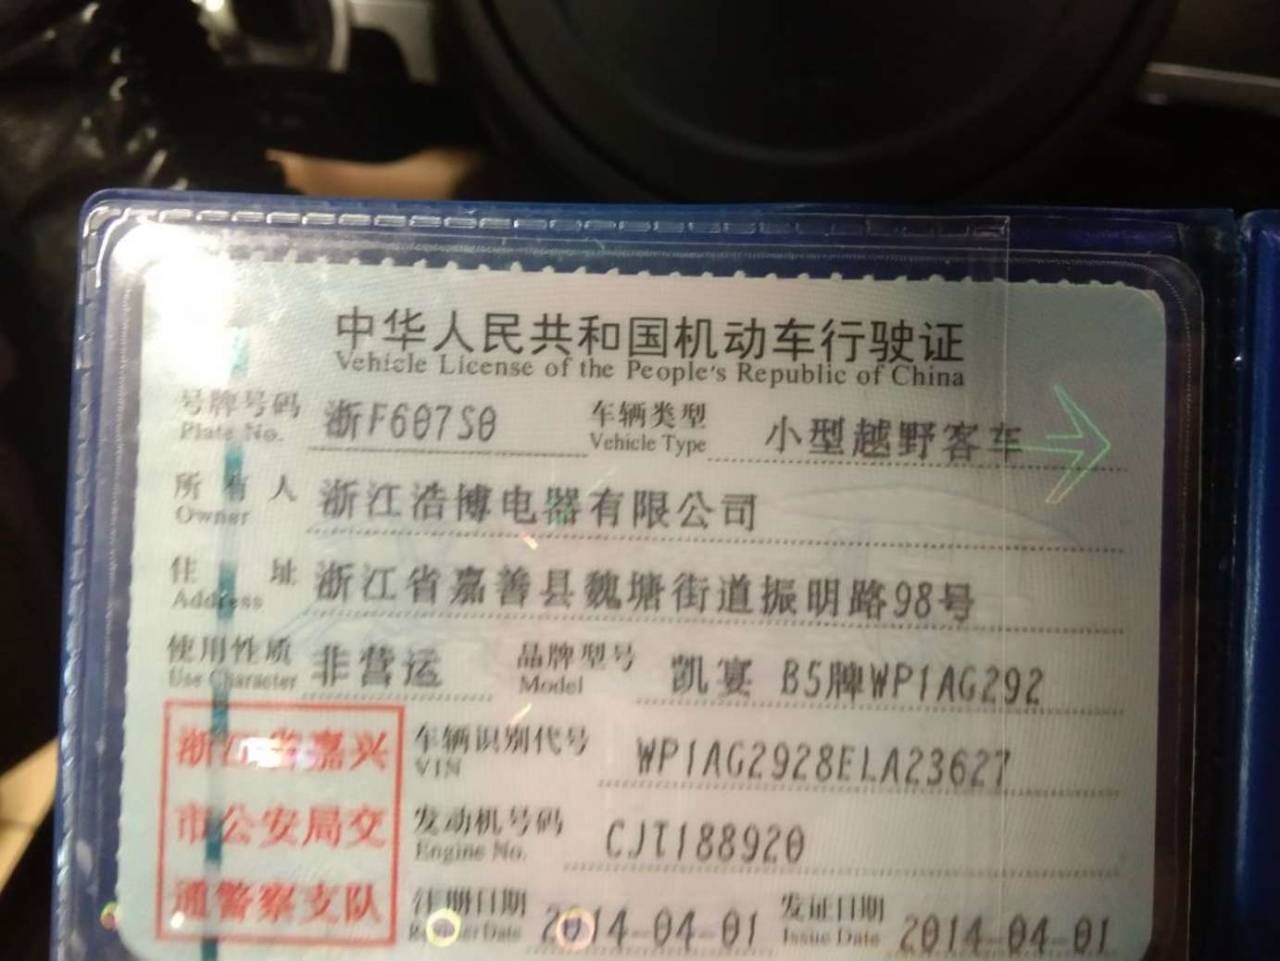 中华人民共和国机动车行驶证
Vehicle License of the People's Republic of China
号牌号码 浙F607S0 车辆类型 小型越野客车
Plate No. Vehicle Type
所有人 浙江浩博电器有限公司
Owner
住址 浙江省嘉善县魏塘街道振明路98号
Address
使用性质 非营运 品牌型号 凯宴 B5牌WP1AG292
Use Character Model
浙江省嘉兴 车辆识别代号 WP1AG2928ELA23627
VIN
市公安局交 发动机号码 CJT188920
Engine No.
通警察支队 注册日期 2014-04-01 发证日期 2014-04-01
Register Date Issue Date